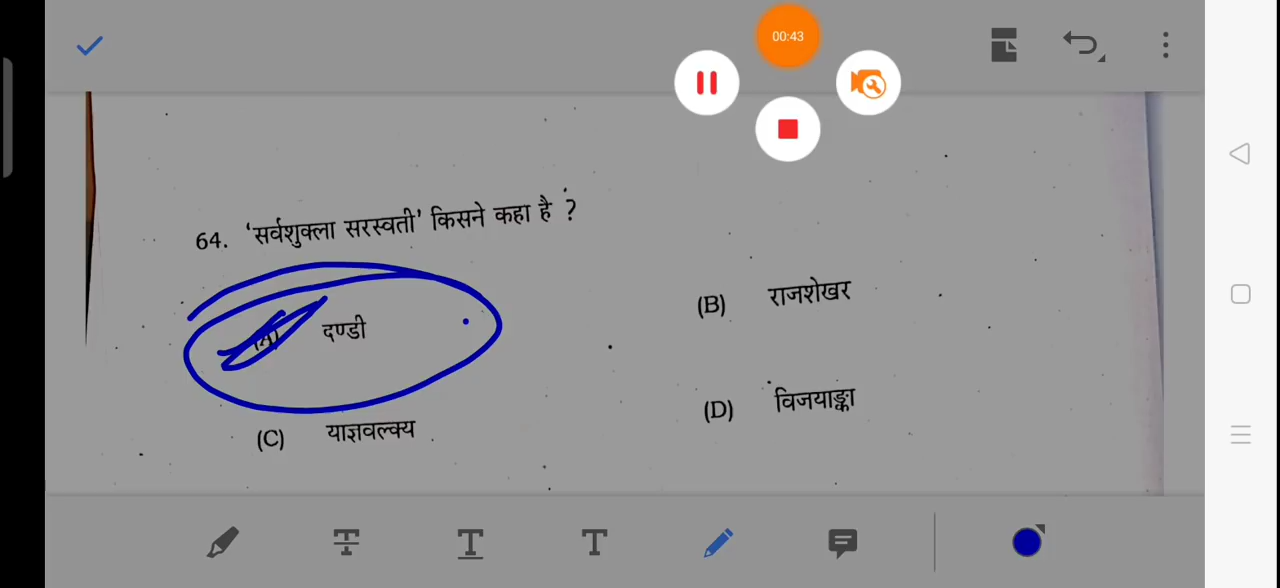 00:43
64. 'सर्वशुक्ला सरस्वती' किसने कहा है ?
(A) दण्डी
(B) राजशेखर
(C) याज्ञवल्क्य
(D) विजयाङ्का